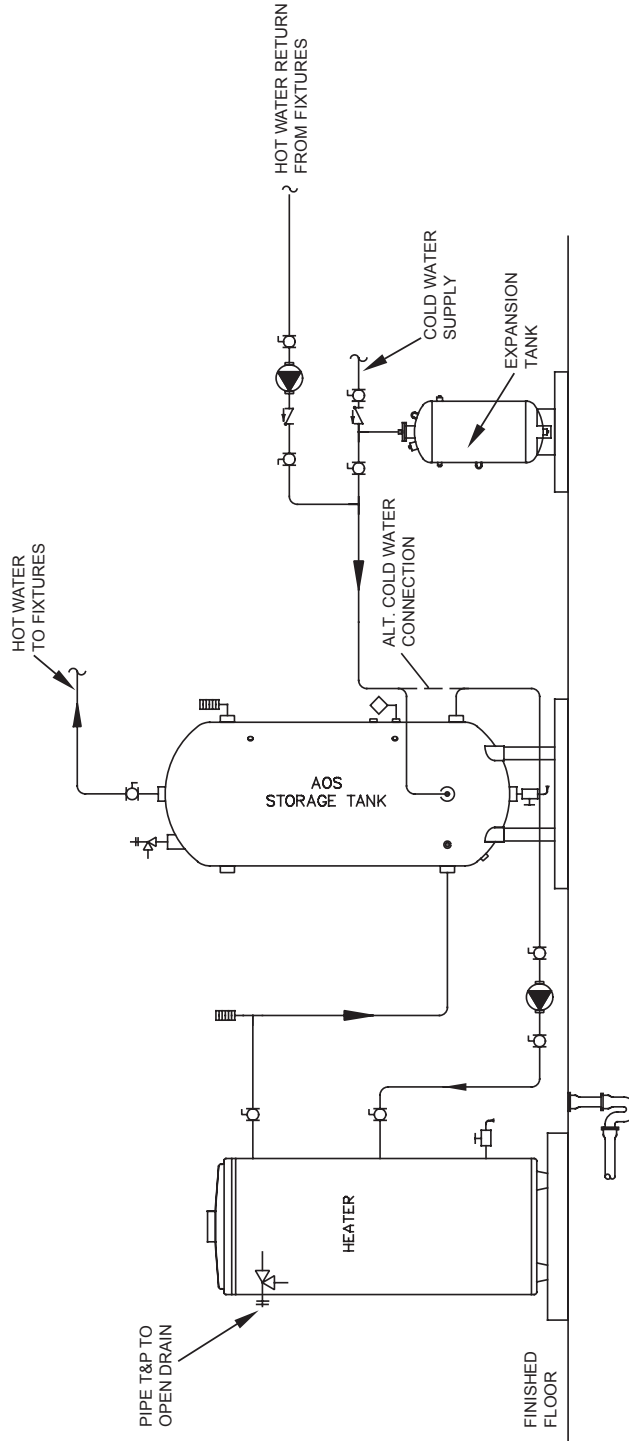 HOT WATER
TO FIXTURES
HOT WATER RETURN
FROM FIXTURES
PIPE T&P TO
OPEN DRAIN
AOS
STORAGE TANK
HEATER
COLD WATER
SUPPLY
ALT. COLD WATER
CONNECTION
EXPANSION
TANK
FINISHED
FLOOR